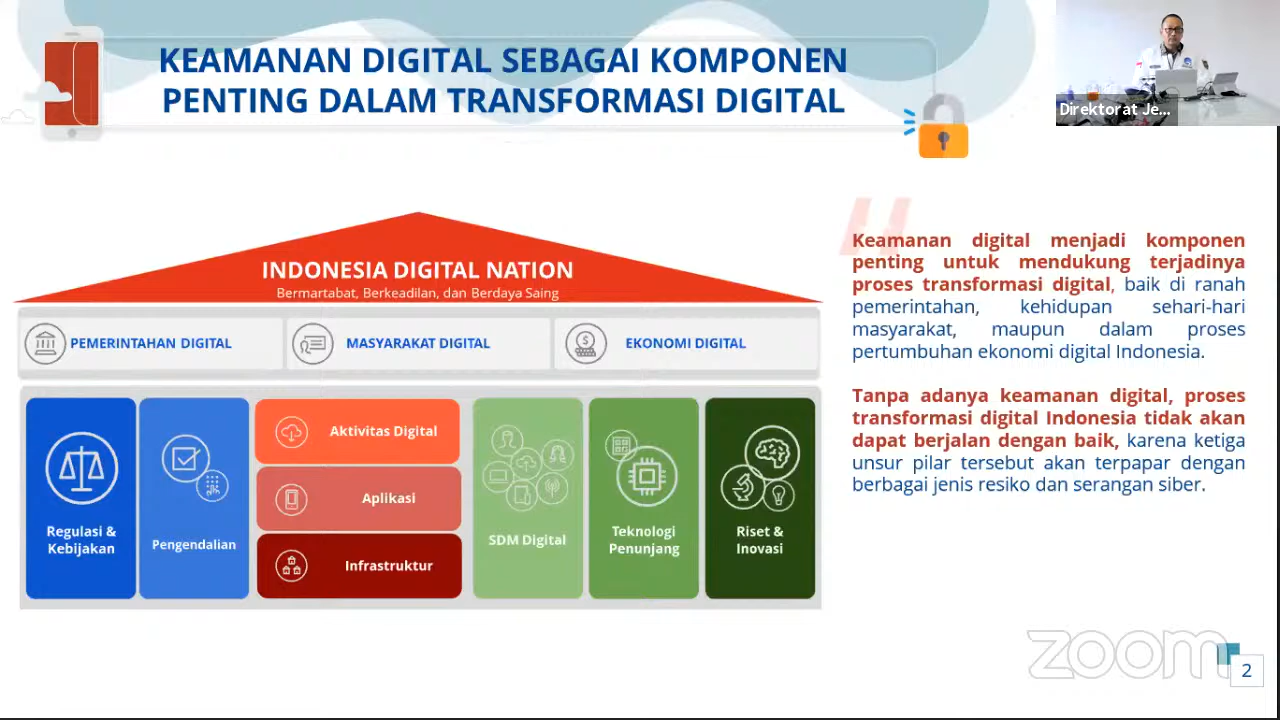 KEAMANAN DIGITAL SEBAGAI KOMPONEN
PENTING DALAM TRANSFORMASI DIGITAL
Direktorat Je...
INDONESIA DIGITAL NATION
Bermartabat, Berkeadilan, dan Berdaya Saing
PEMERINTAHAN DIGITAL
MASYARAKAT DIGITAL
EKONOMI DIGITAL
Regulasi &
Kebijakan
Pengendalian
Aktivitas Digital
Aplikasi
Infrastruktur
SDM Digital
Teknologi
Penunjang
Riset &
Inovasi
Keamanan digital menjadi komponen
penting untuk mendukung terjadinya
proses transformasi digital, baik di ranah
pemerintahan, kehidupan sehari-hari
masyarakat, maupun dalam proses
pertumbuhan ekonomi digital Indonesia.
Tanpa adanya keamanan digital, proses
transformasi digital Indonesia tidak akan
dapat berjalan dengan baik, karena ketiga
unsur pilar tersebut akan terpapar dengan
berbagai jenis resiko dan serangan siber.
zoom
2